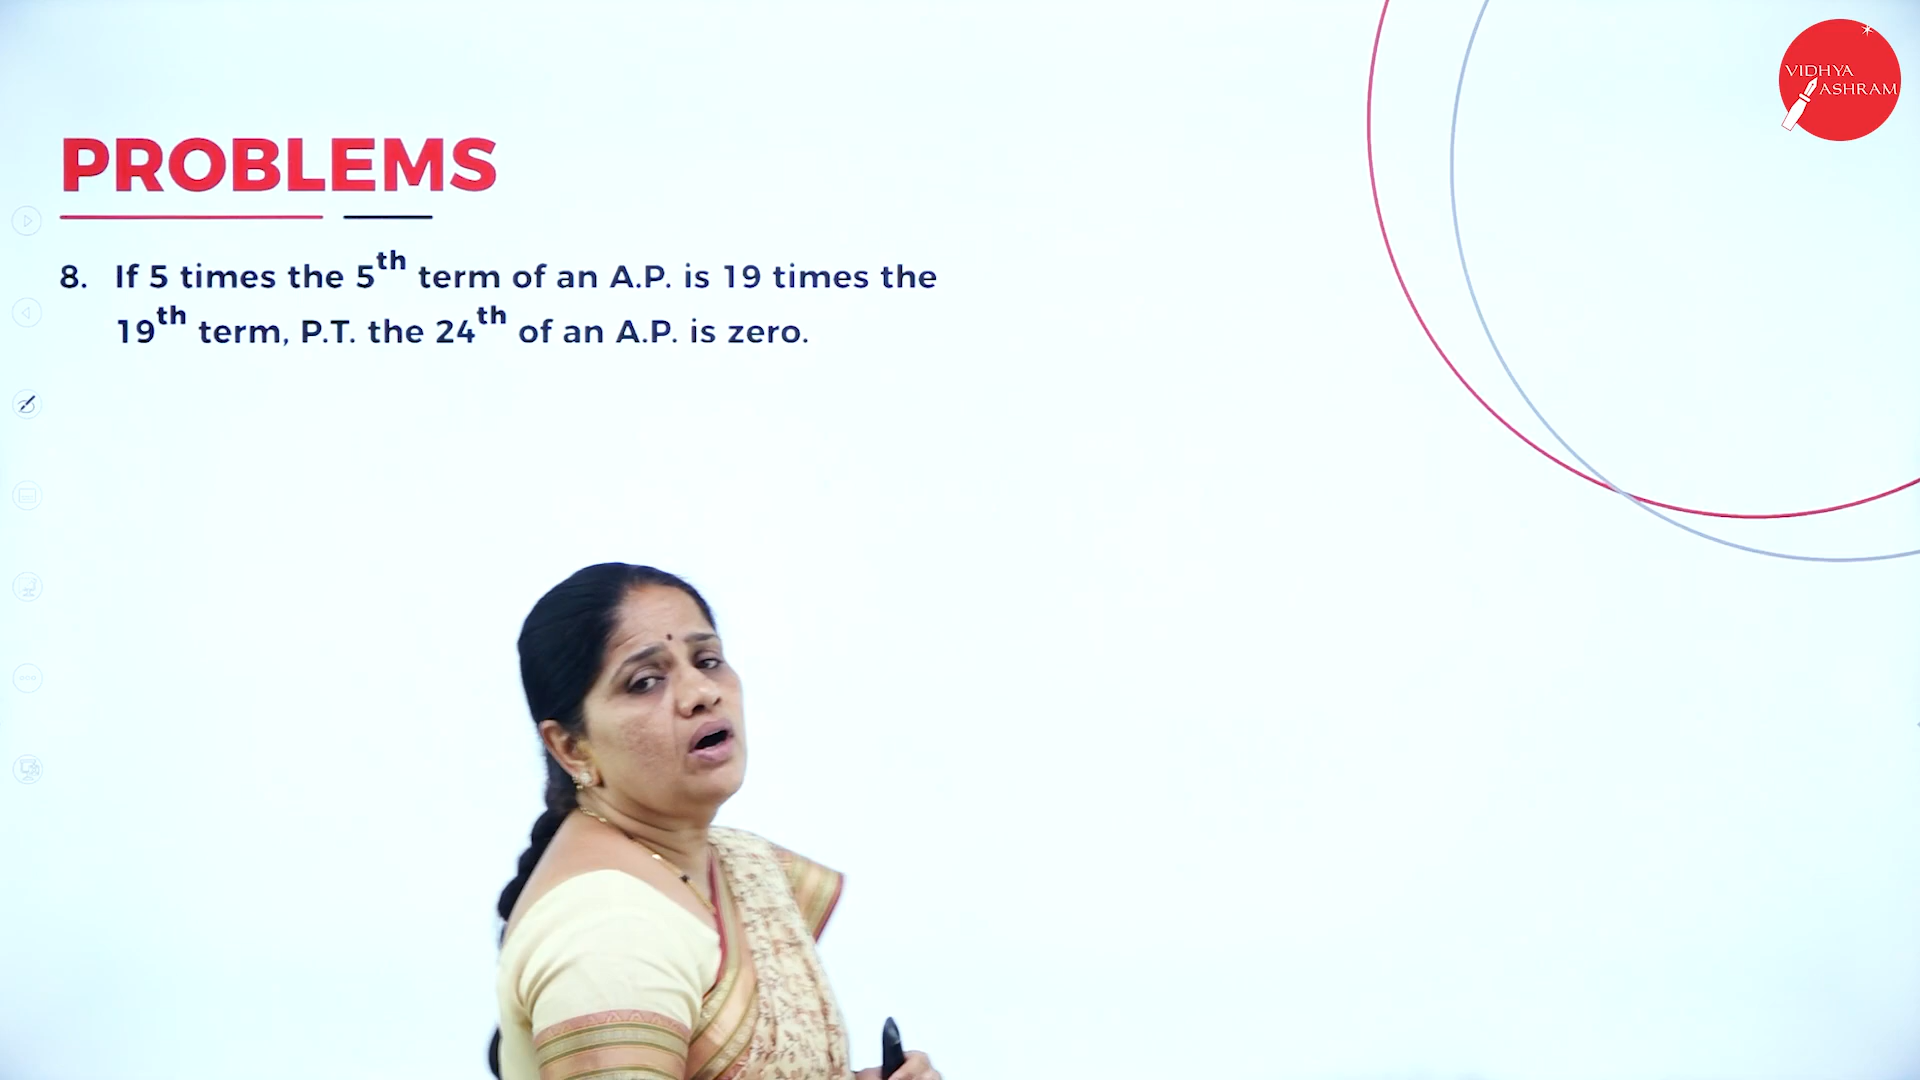 VIDHYA
ASHRAM
PROBLEMS
8. If 5 times the 5th term of an A.P. is 19 times the
19th term, P.T. the 24th of an A.P. is zero.